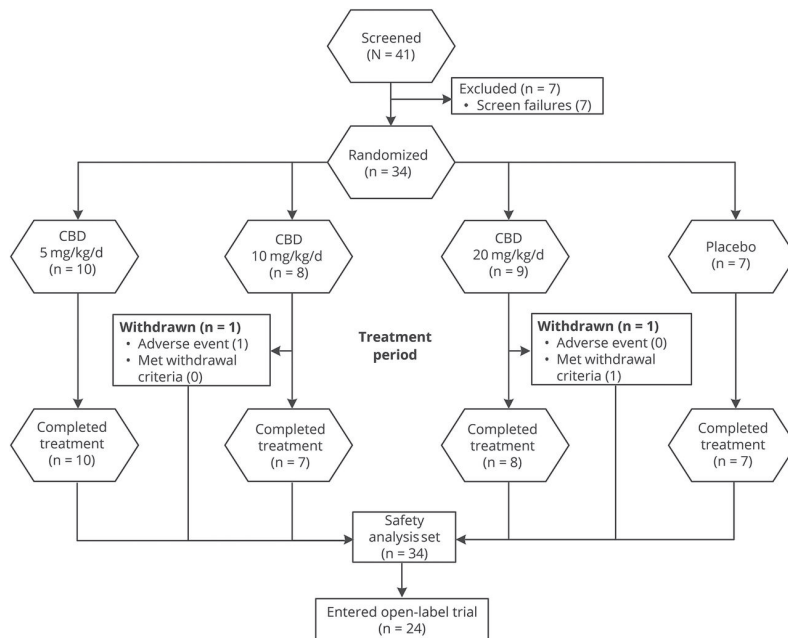 Screened
(N = 41)
Excluded (n = 7)
• Screen failures (7)
Randomized
(n = 34)
CBD
5 mg/kg/d
(n = 10)
CBD
10 mg/kg/d
(n = 8)
CBD
20 mg/kg/d
(n = 9)
Placebo
(n = 7)
Withdrawn (n = 1)
• Adverse event (1)
• Met withdrawal
criteria (0)
Treatment
period
Withdrawn (n = 1)
• Adverse event (0)
• Met withdrawal
criteria (1)
Completed
treatment
(n = 10)
Completed
treatment
(n = 7)
Completed
treatment
(n = 8)
Completed
treatment
(n = 7)
Safety
analysis set
(n = 34)
Entered open-label trial
(n = 24)